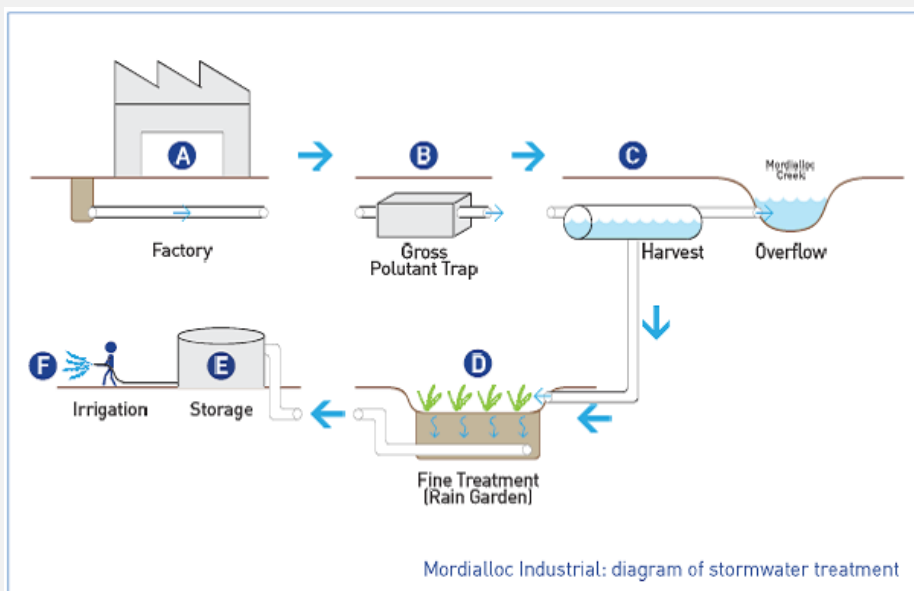 A
B
C
Mordialloc
Creek
Factory
Gross
Polutant Trap
Harvest
Overflow
F
E
D
Irrigation
Storage
Fine Treatment
(Rain Garden)
Mordialloc Industrial: diagram of stormwater treatment